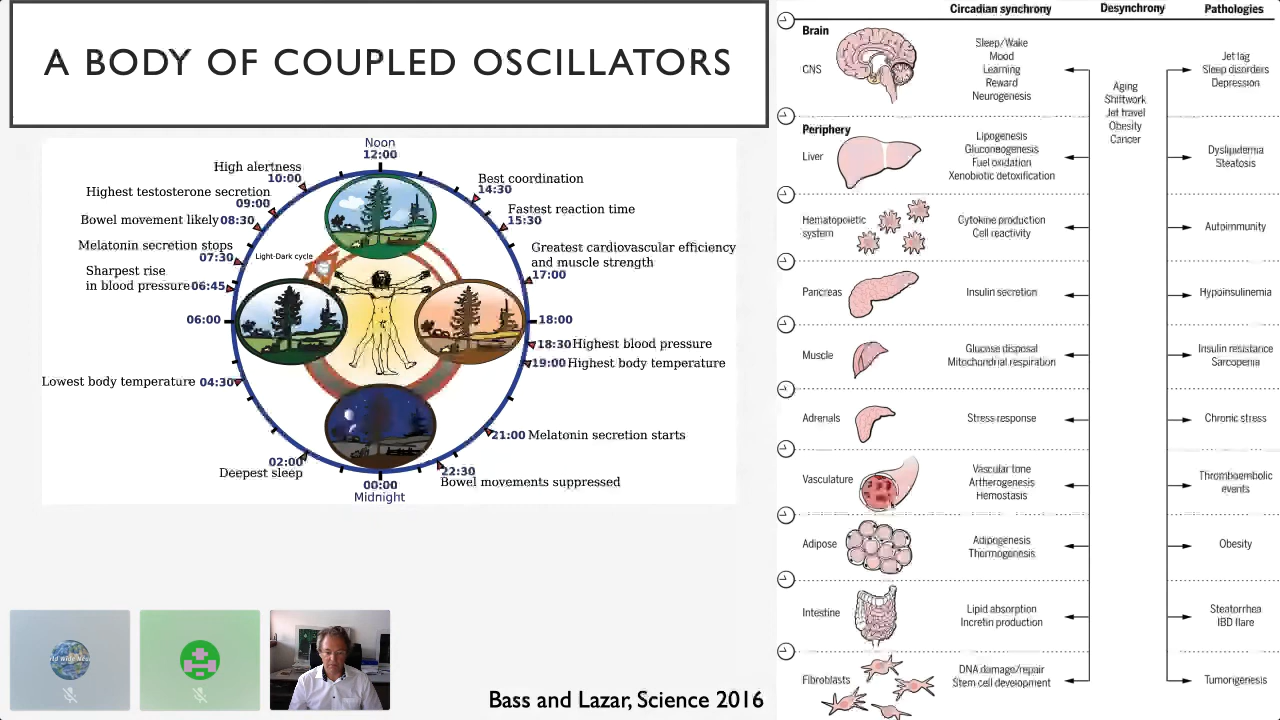 A BODY OF COUPLED OSCILLATORS
Noon
12:00
High alertness
10:00
Highest testosterone secretion
09:00
Bowel movement likely 08:30
Melatonin secretion stops
07:30
Sharpest rise
in blood pressure 06:45
06:00
Lowest body temperature 04:30
02:00
Deepest sleep
00:00
Midnight
Light-Dark cycle
Best coordination
14:30
Fastest reaction time
15:30
Greatest cardiovascular efficiency
and muscle strength
17:00
18:00
18:30 Highest blood pressure
19:00 Highest body temperature
21:00 Melatonin secretion starts
22:30
Bowel movements suppressed
Bass and Lazar, Science 2016
Circadian synchrony Desynchrony Pathologies
Brain
CNS
Sleep/Wake
Mood
Learning
Reward
Neurogenesis
Aging
Shiftwork
Jet travel
Obesity
Cancer
Jet lag
Sleep disorders
Depression
Periphery
Liver
Lipogenesis
Gluconeogenesis
Fuel oxidation
Xenobiotic detoxification
Dyslipidemia
Steatosis
Hematopoietic
system
Cytokine production
Cell reactivity
Autoimmunity
Pancreas
Insulin secretion
Hypoinsulinemia
Muscle
Glucose disposal
Mitochondrial respiration
Insulin resistance
Sarcopenia
Adrenals
Stress response
Chronic stress
Vasculature
Vascular tone
Artherogenesis
Hemostasis
Thromboembolic
events
Adipose
Adipogenesis
Thermogenesis
Obesity
Intestine
Lipid absorption
Incretin production
Steatorrhea
IBD flare
Fibroblasts
DNA damage/repair
Stem cell development
Tumorgenesis